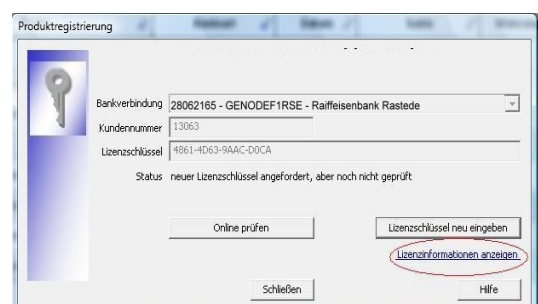 Produktregistrierung
Bankverbindung 28062165 - GENODEF1RSE - Raiffeisenbank Rastede
Kundennummer 13063
Lizenzschlüssel 4861-4D63-9AAC-D0CA
Status neuer Lizenzschlüssel angefordert, aber noch nicht geprüft
Online prüfen Lizenzschlüssel neu eingeben
Lizenzinformationen anzeigen
Schließen Hilfe